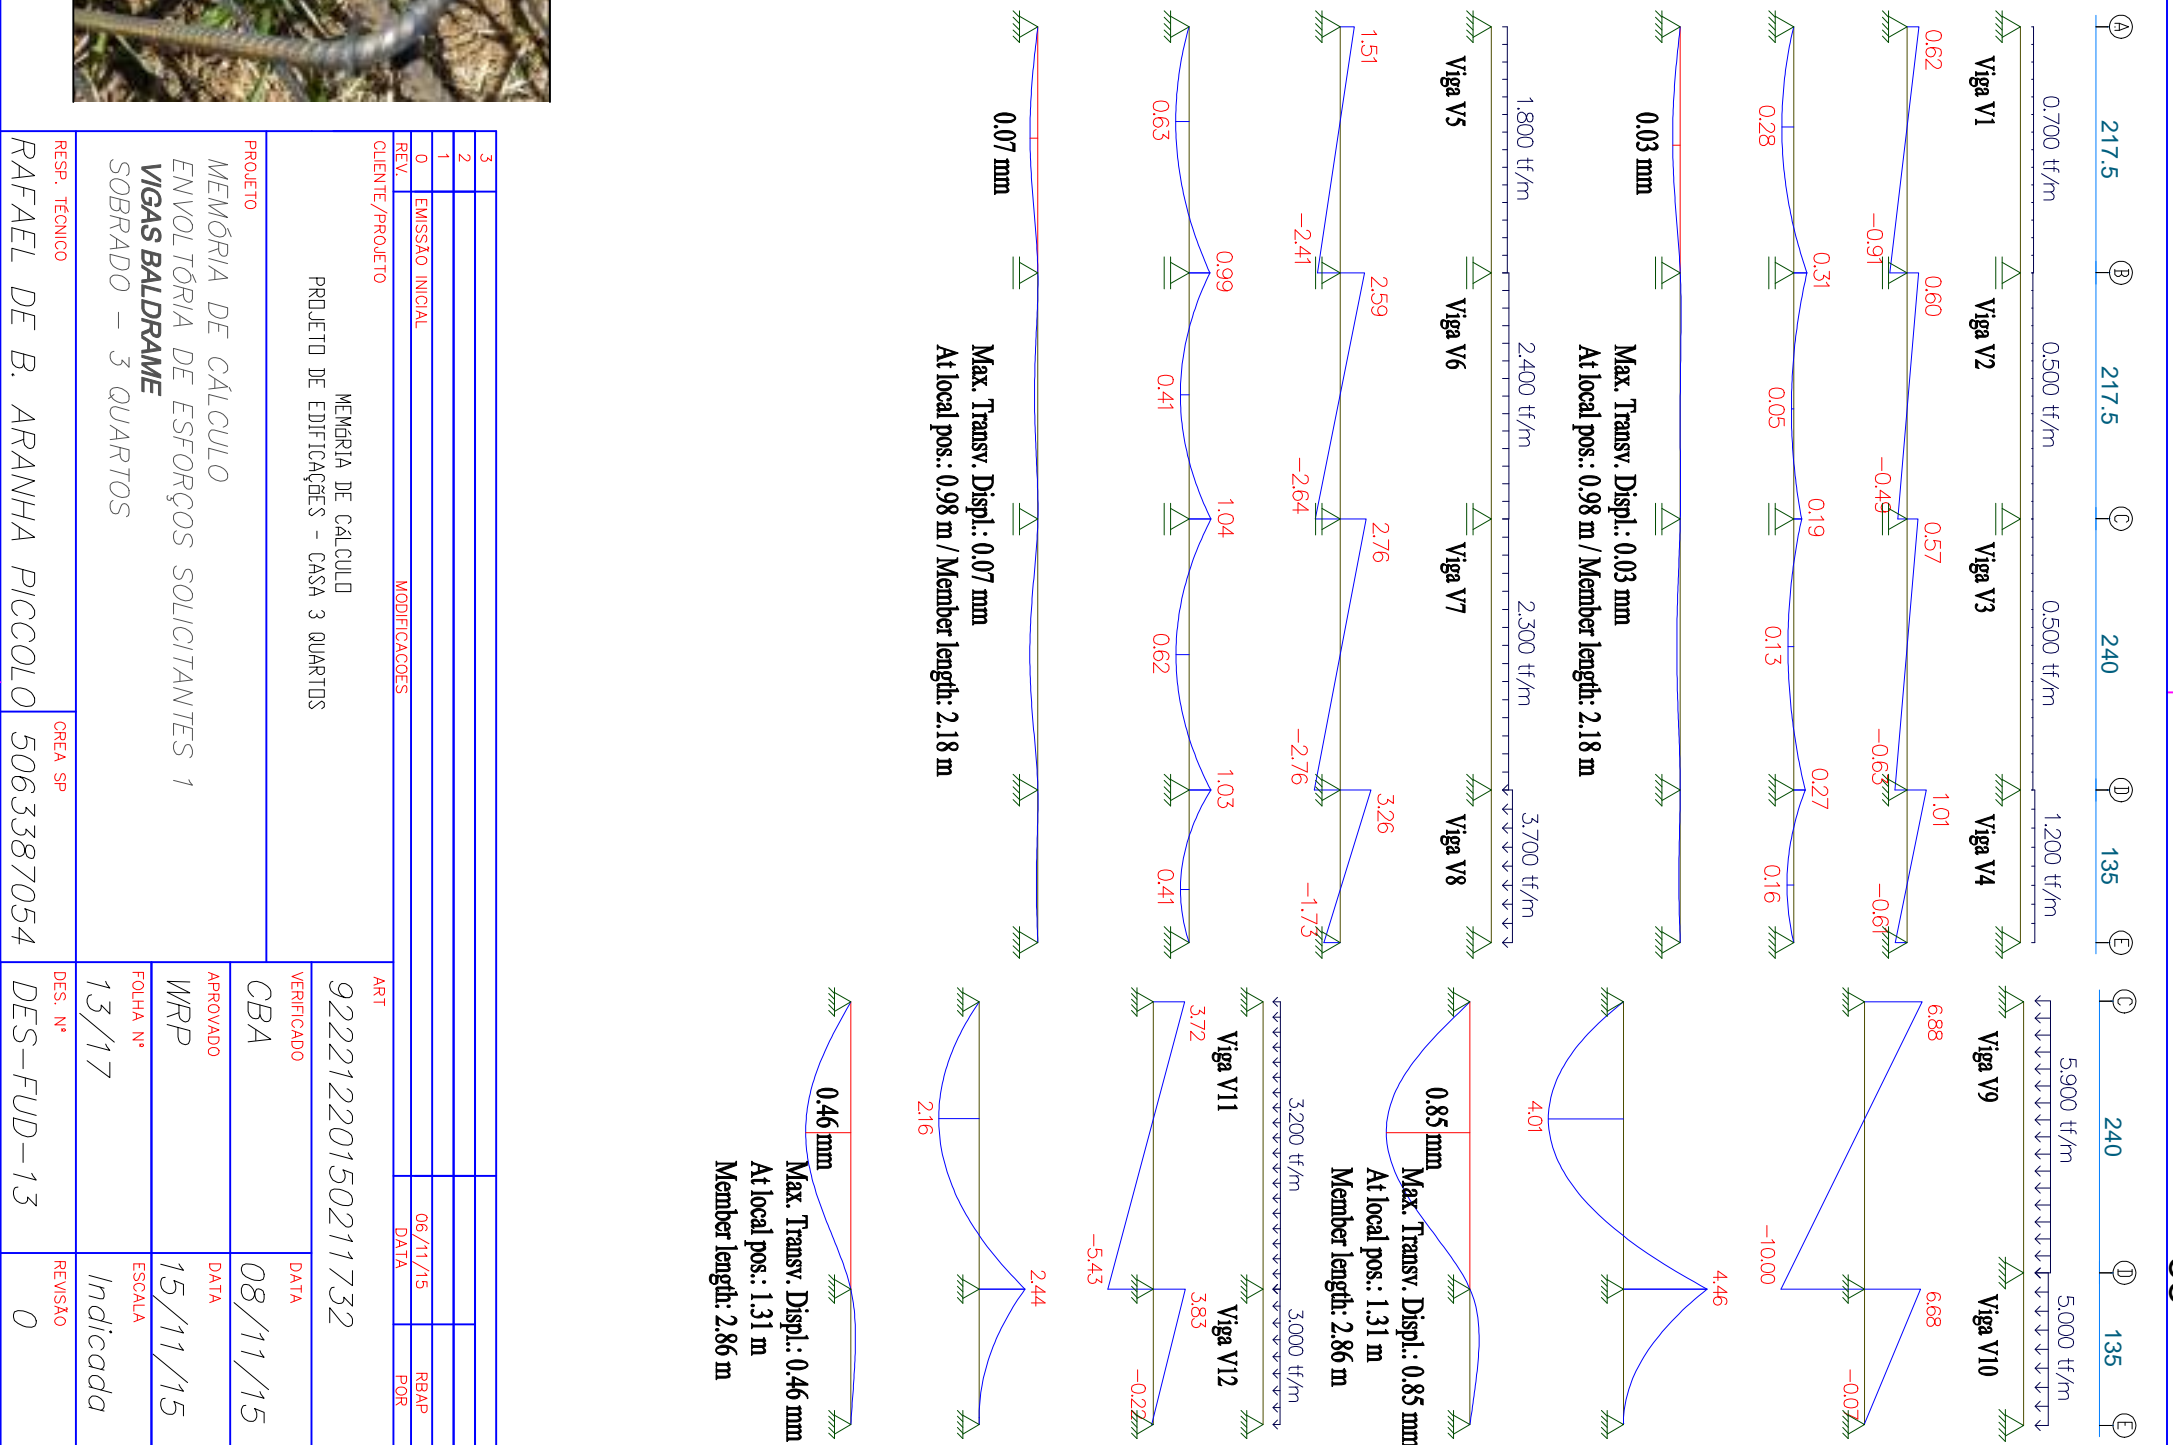 A
217.5
B
217.5
C
240
D
135
E
0.700 tf/m
0.500 tf/m
0.500 tf/m
1.200 tf/m
Viga V1
Viga V2
Viga V3
Viga V4
0.62
-0.91
0.60
-0.49
0.57
-0.63
1.01
-0.61
0.28
0.31
0.05
0.19
0.13
0.27
0.16
0.03 mm
Max. Transv. Displ.: 0.03 mm
At local pos.: 0.98 m / Member length: 2.18 m
1.800 tf/m
2.400 tf/m
2.300 tf/m
3.700 tf/m
Viga V5
Viga V6
Viga V7
Viga V8
1.51
-2.41
2.59
-2.64
2.76
-2.76
3.26
-1.73
0.63
0.99
0.41
1.04
0.62
1.03
0.41
0.07 mm
Max. Transv. Displ.: 0.07 mm
At local pos.: 0.98 m / Member length: 2.18 m
C
240
D
135
E
5.900 tf/m
5.000 tf/m
Viga V9
Viga V10
6.88
-10.00
6.68
-0.07
4.01
4.46
0.85 mm
Max. Transv. Displ.: 0.85 mm
At local pos.: 1.31 m
Member length: 2.86 m
3.200 tf/m
3.000 tf/m
Viga V11
Viga V12
3.72
-5.43
3.83
-0.22
2.16
2.44
0.46 mm
Max. Transv. Displ.: 0.46 mm
At local pos.: 1.31 m
Member length: 2.86 m
3
2
1
0 EMISSÃO INICIAL 06/11/15 RBAP
REV. MODIFICACOES DATA POR
CLIENTE/PROJETO
MEMÓRIA DE CÁLCULO
PROJETO DE EDIFICAÇÕES - CASA 3 QUARTOS
ART
92221220150211732
PROJETO
MEMÓRIA DE CÁLCULO
ENVOLTÓRIA DE ESFORÇOS SOLICITANTES 1
VIGAS BALDRAME
SOBRADO - 3 QUARTOS
VERIFICADO
CBA
DATA
08/11/15
APROVADO
WRP
DATA
15/11/15
FOLHA N°
13/17
ESCALA
Indicada
RESP. TÉCNICO
RAFAEL DE B. ARANHA PICCOLO
CREA SP
5063387054
DES. N°
DES-FUD-13
REVISÃO
0